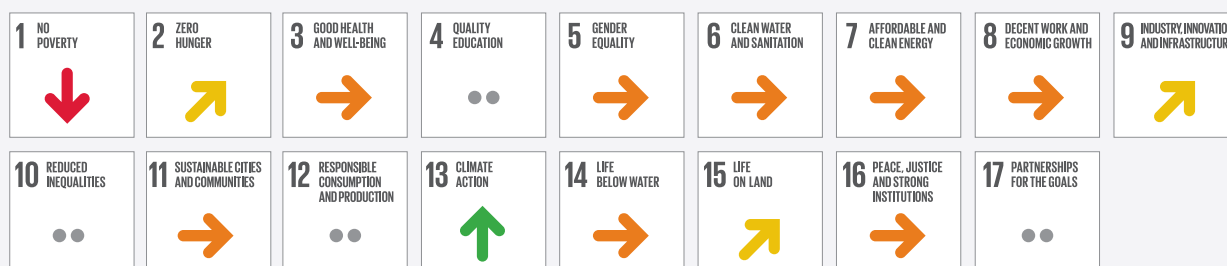 1 NO
POVERTY
2 ZERO
HUNGER
3 GOOD HEALTH
AND WELL-BEING
4 QUALITY
EDUCATION
5 GENDER
EQUALITY
6 CLEAN WATER
AND SANITATION
7 AFFORDABLE AND
CLEAN ENERGY
8 DECENT WORK AND
ECONOMIC GROWTH
9 INDUSTRY, INNOVATIO
AND INFRASTRUCTUR
10 REDUCED
INEQUALITIES
11 SUSTAINABLE CITIES
AND COMMUNITIES
12 RESPONSIBLE
CONSUMPTION
AND PRODUCTION
13 CLIMATE
ACTION
14 LIFE
BELOW WATER
15 LIFE
ON LAND
16 PEACE, JUSTICE
AND STRONG
INSTITUTIONS
17 PARTNERSHIPS
FOR THE GOALS